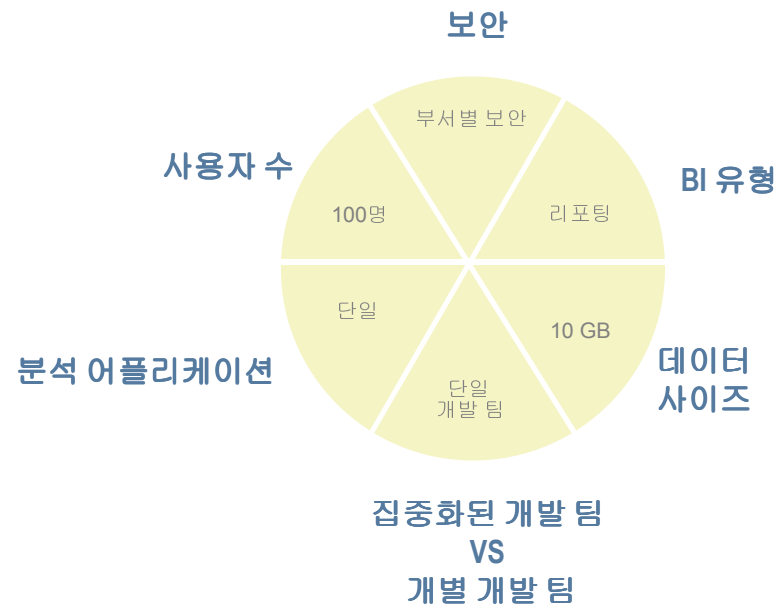 보안
부서별 보안
사용자 수
BI 유형
100명
리포팅
단일
10 GB
분석 어플리케이션
데이터
사이즈
단일
개발 팀
집중화된 개발 팀
VS
개별 개발 팀